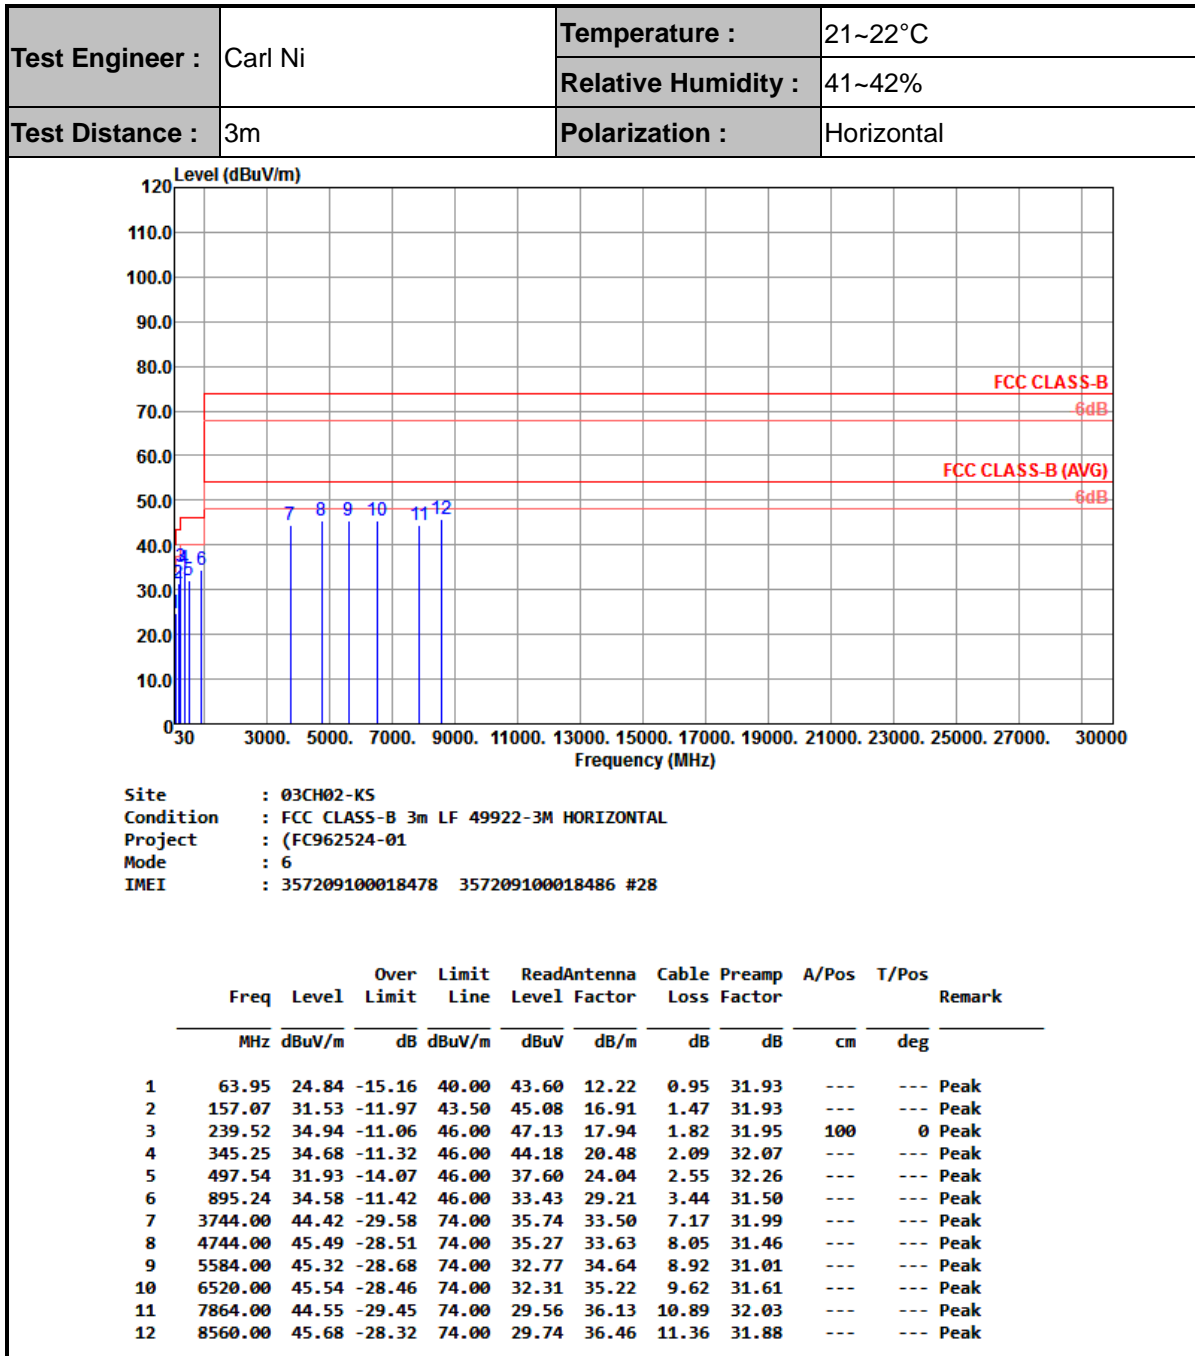 Test Engineer : Carl Ni Temperature : 21~22°C
Relative Humidity : 41~42%
Test Distance : 3m Polarization : Horizontal
Level (dBuV/m)
120
110.0
100.0
90.0
80.0
FCC CLASS-B
70.0
6dB
60.0
FCC CLASS-B (AVG)
50.0
6dB
7 8 9 10 11 12
40.0
3 4
2 5 6
1
30.0
20.0
10.0
0
30 3000. 5000. 7000. 9000. 11000. 13000. 15000. 17000. 19000. 21000. 23000. 25000. 27000. 30000
Frequency (MHz)
Site : 03CH02-KS
Condition : FCC CLASS-B 3m LF 49922-3M HORIZONTAL
Project : (FC962524-01
Mode : 6
IMEI : 357209100018478 357209100018486 #28
Over Limit ReadAntenna Cable Preamp A/Pos T/Pos
Freq Level Limit Line Level Factor Loss Factor Remark
MHz dBuV/m dB dBuV/m dBuV dB/m dB dB cm deg
1 63.95 24.84 -15.16 40.00 43.60 12.22 0.95 31.93 --- --- Peak
2 157.07 31.53 -11.97 43.50 45.08 16.91 1.47 31.93 --- --- Peak
3 239.52 34.94 -11.06 46.00 47.13 17.94 1.82 31.95 100 0 Peak
4 345.25 34.68 -11.32 46.00 44.18 20.48 2.09 32.07 --- --- Peak
5 497.54 31.93 -14.07 46.00 37.60 24.04 2.55 32.26 --- --- Peak
6 895.24 34.58 -11.42 46.00 33.43 29.21 3.44 31.50 --- --- Peak
7 3744.00 44.42 -29.58 74.00 35.74 33.50 7.17 31.99 --- --- Peak
8 4744.00 45.49 -28.51 74.00 35.27 33.63 8.05 31.46 --- --- Peak
9 5584.00 45.32 -28.68 74.00 32.77 34.64 8.92 31.01 --- --- Peak
10 6520.00 45.54 -28.46 74.00 32.31 35.22 9.62 31.61 --- --- Peak
11 7864.00 44.55 -29.45 74.00 29.56 36.13 10.89 32.03 --- --- Peak
12 8560.00 45.68 -28.32 74.00 29.74 36.46 11.36 31.88 --- --- Peak